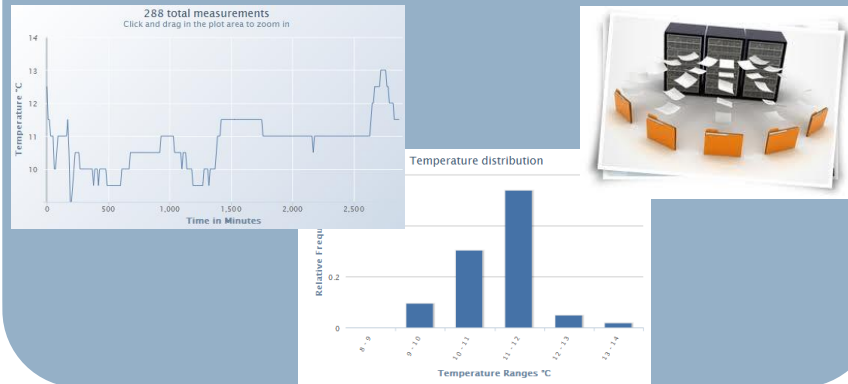 288 total measurements
Click and drag in the plot area to zoom in
Temperature °C
14
13
12
11
10
0
500
1,000
1,500
2,000
2,500
Time in Minutes
Temperature distribution
Relative
0.2
0
8 - 9
9 - 10
10 - 11
11 - 12
12 - 13
13 - 14
Temperature Ranges °C